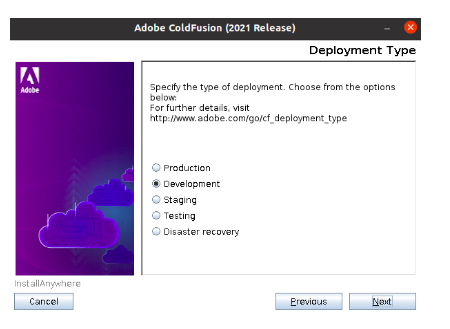 Adobe ColdFusion (2021 Release)
Deployment Type
Adobe
Specify the type of deployment. Choose from the options
below:
For further details, visit
http://www.adobe.com/go/cf_deployment_type
Production
Development
Staging
Testing
Disaster recovery
InstallAnywhere
Cancel
Previous
Next